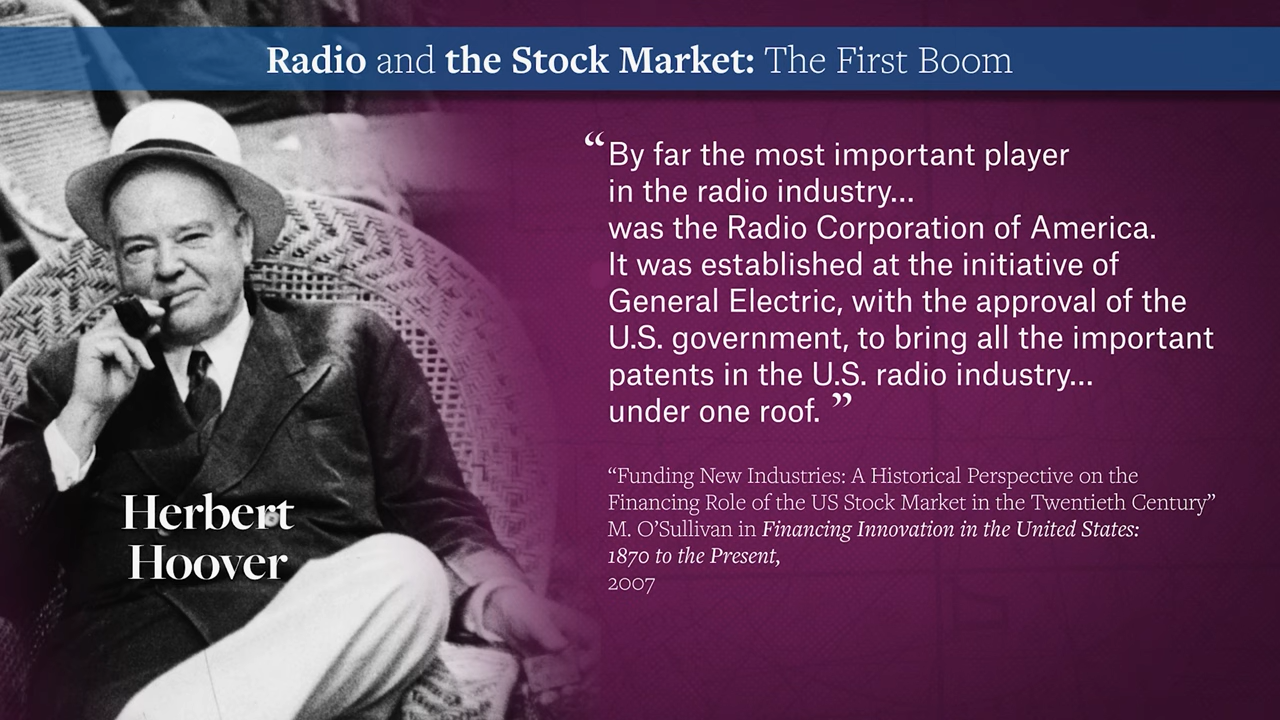 Radio and the Stock Market: The First Boom
“By far the most important player
in the radio industry...
was the Radio Corporation of America.
It was established at the initiative of
General Electric, with the approval of the
U.S. government, to bring all the important
patents in the U.S. radio industry...
under one roof.”
“Funding New Industries: A Historical Perspective on the
Financing Role of the US Stock Market in the Twentieth Century”
M. O’Sullivan in Financing Innovation in the United States:
1870 to the Present,
2007
Herbert
Hoover